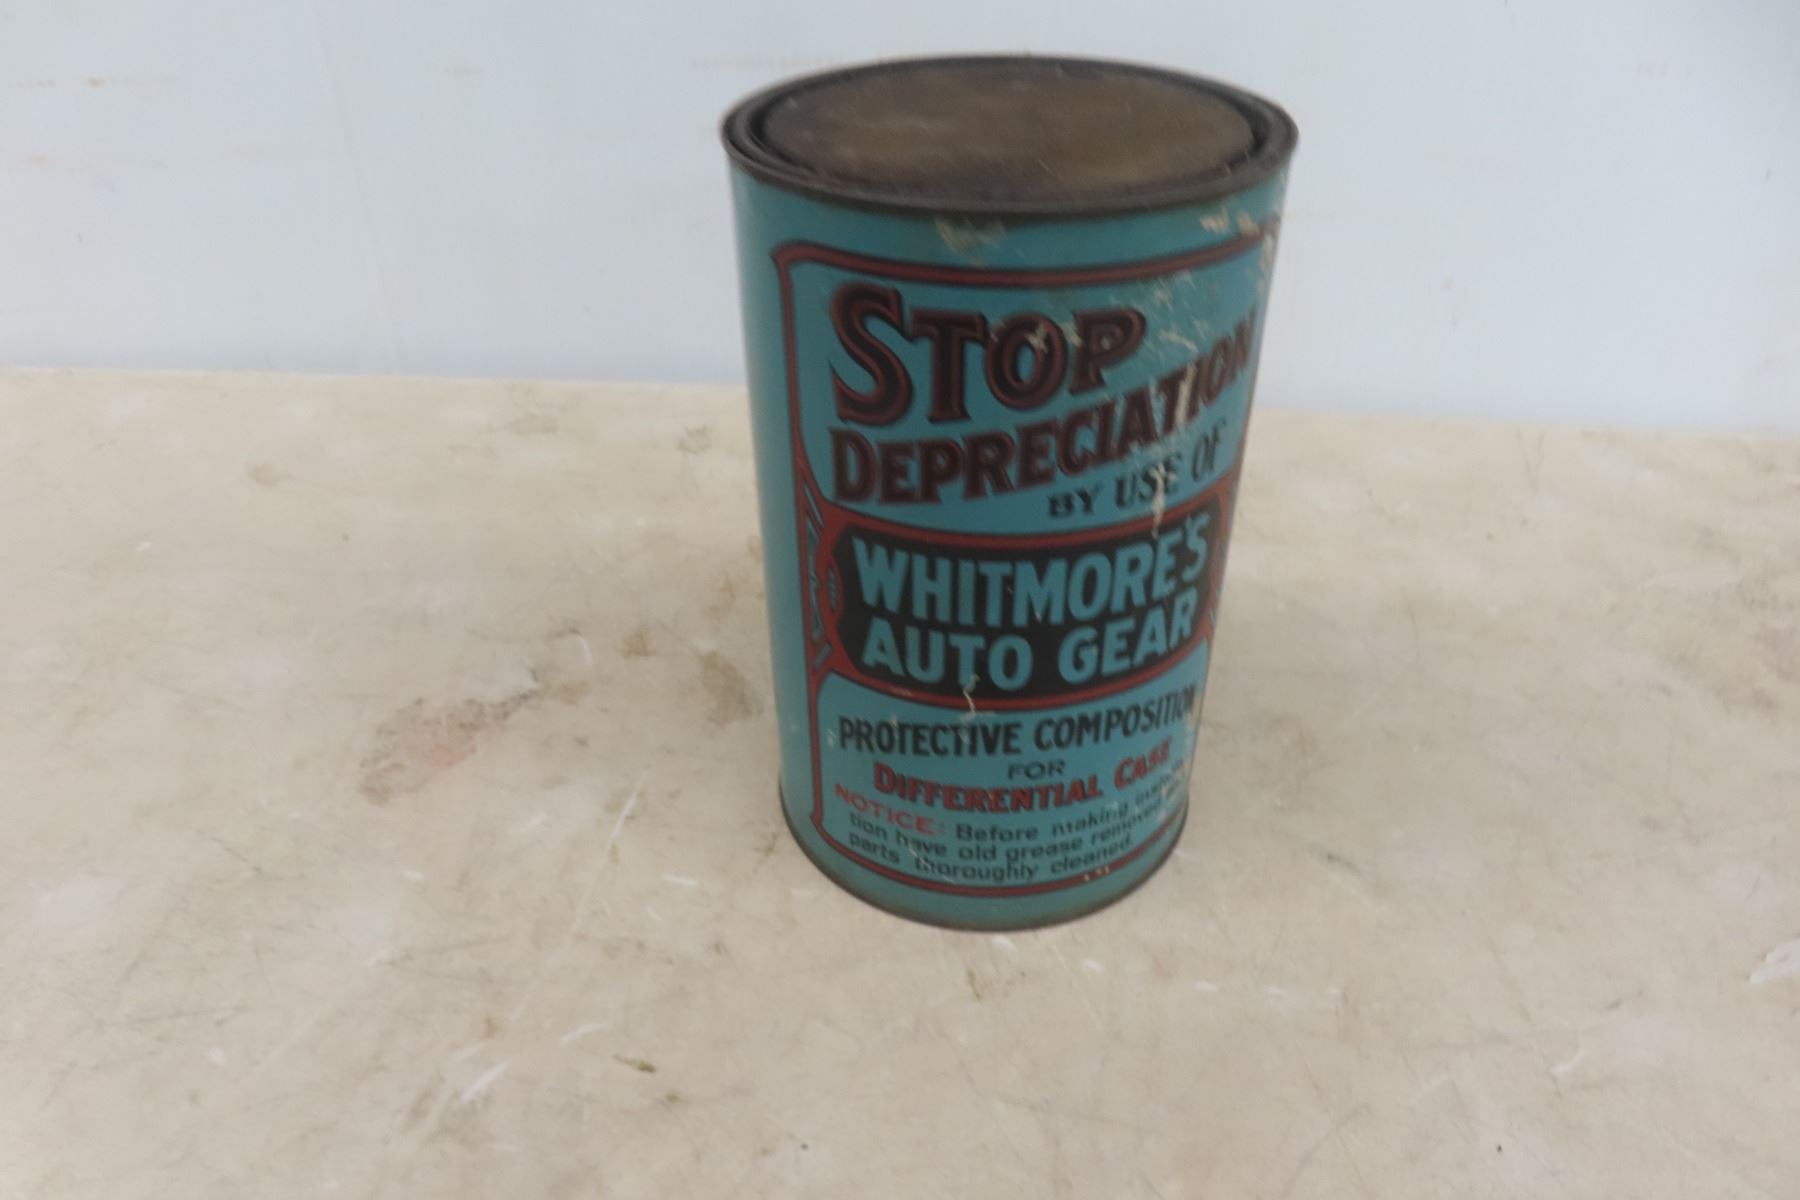 STOP
DEPRECIATION
BY USE OF
WHITMORE'S
AUTO GEAR
PROTECTIVE COMPOSITION
FOR
DIFFERENTIAL CASE
NOTICE: Before making
tion have old grease removed
parts thoroughly cleaned.